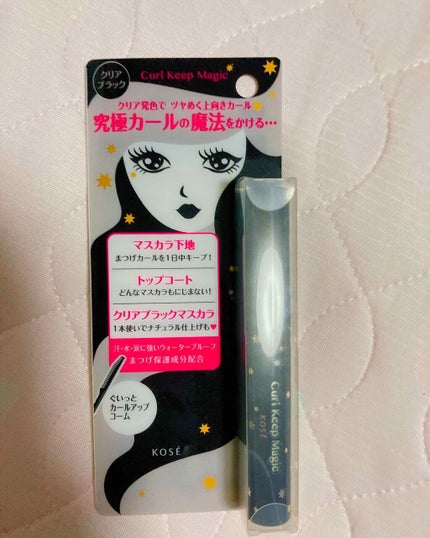 クリア
ブラック
Curl Keep Magic
クリア発色で ツヤめく上向きカール
究極カールの魔法をかける…
マスカラ下地
まつげカールを1日中キープ!
トップコート
どんなマスカラもにじまない!
クリアブラックマスカラ
1本使いでナチュラル仕上げも♥
汗・水・涙に強いウォータープルーフ
まつげ保護成分配合
ぐいっと
カールアップ
コーム
KOSÉ
Curl Keep Magic
KOSÉ